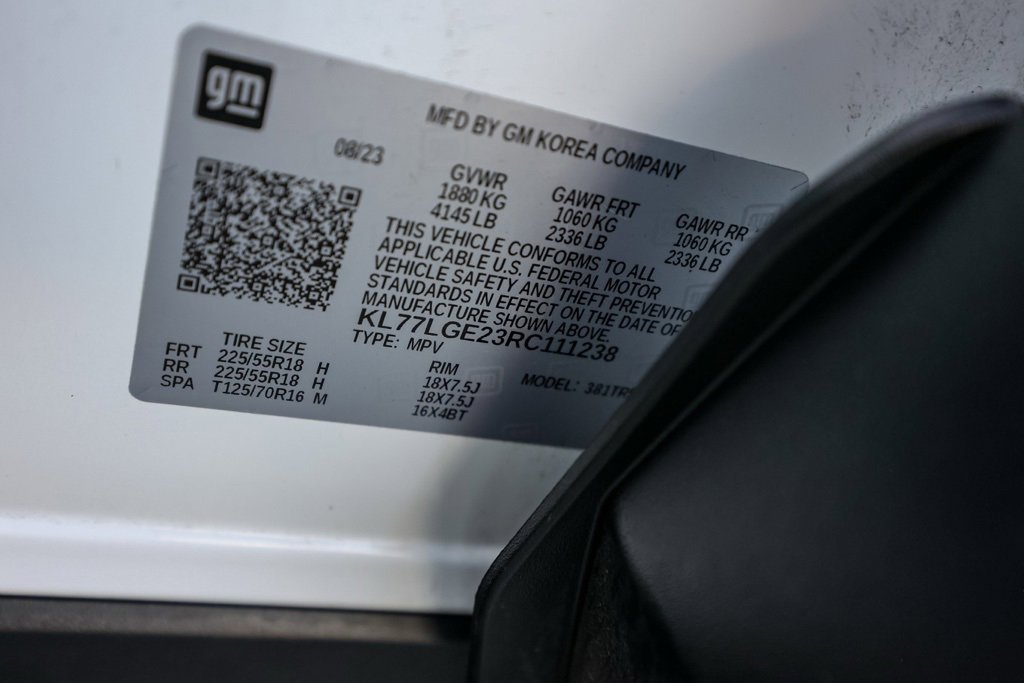 gm
MFD BY GM KOREA COMPANY
08/23
GVWR GAWR FRT GAWR RR
1880 KG 1060 KG 1060 KG
4145 LB 2336 LB 2336 LB
THIS VEHICLE CONFORMS TO ALL
APPLICABLE U.S. FEDERAL MOTOR
VEHICLE SAFETY AND THEFT PREVENTIO
STANDARDS IN EFFECT ON THE DATE OF
MANUFACTURE SHOWN ABOVE.
KL77LGE23RC111238
TYPE: MPV
TIRE SIZE RIM
FRT 225/55R18 H 18X7.5J
RR 225/55R18 H 18X7.5J
SPA T125/70R16 M 16X4BT
MODEL: 381TR